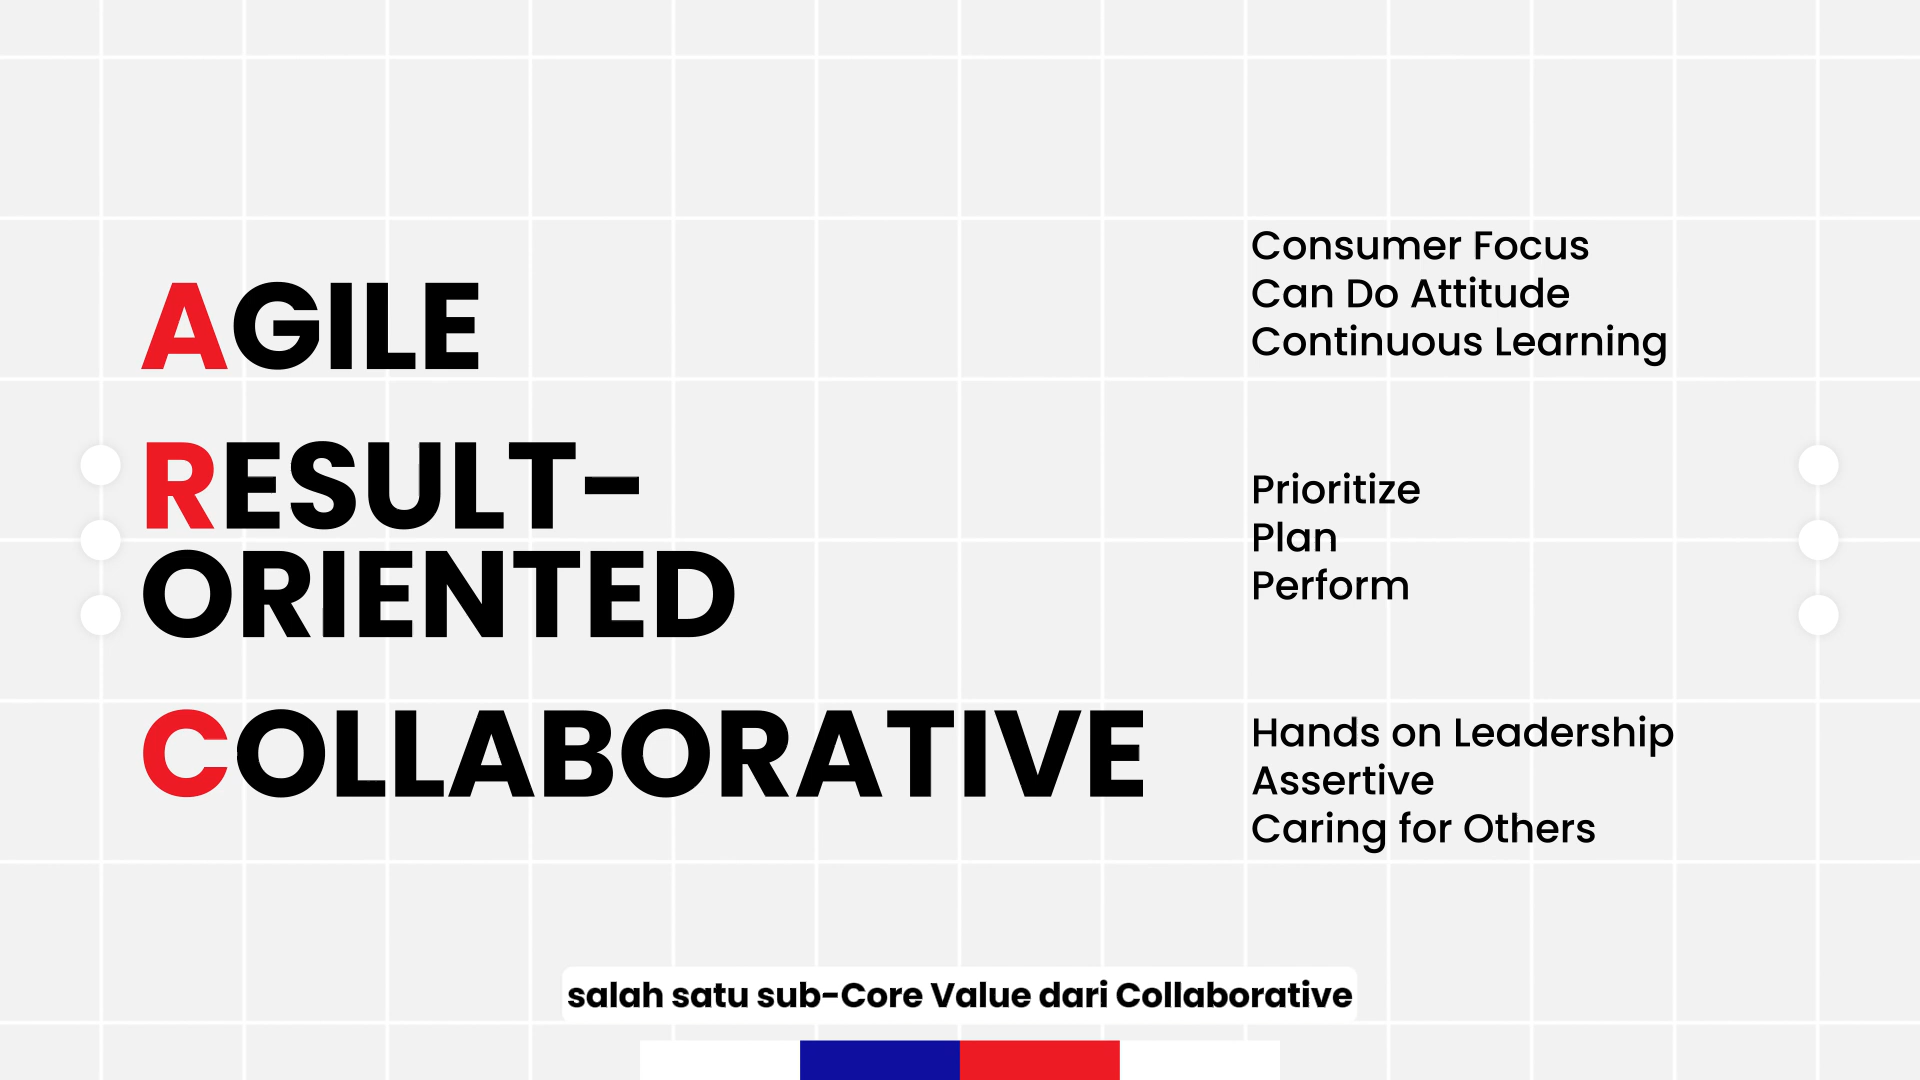 AGILE
Consumer Focus
Can Do Attitude
Continuous Learning
RESULT-
ORIENTED
Prioritize
Plan
Perform
COLLABORATIVE
Hands on Leadership
Assertive
Caring for Others
salah satu sub-Core Value dari Collaborative